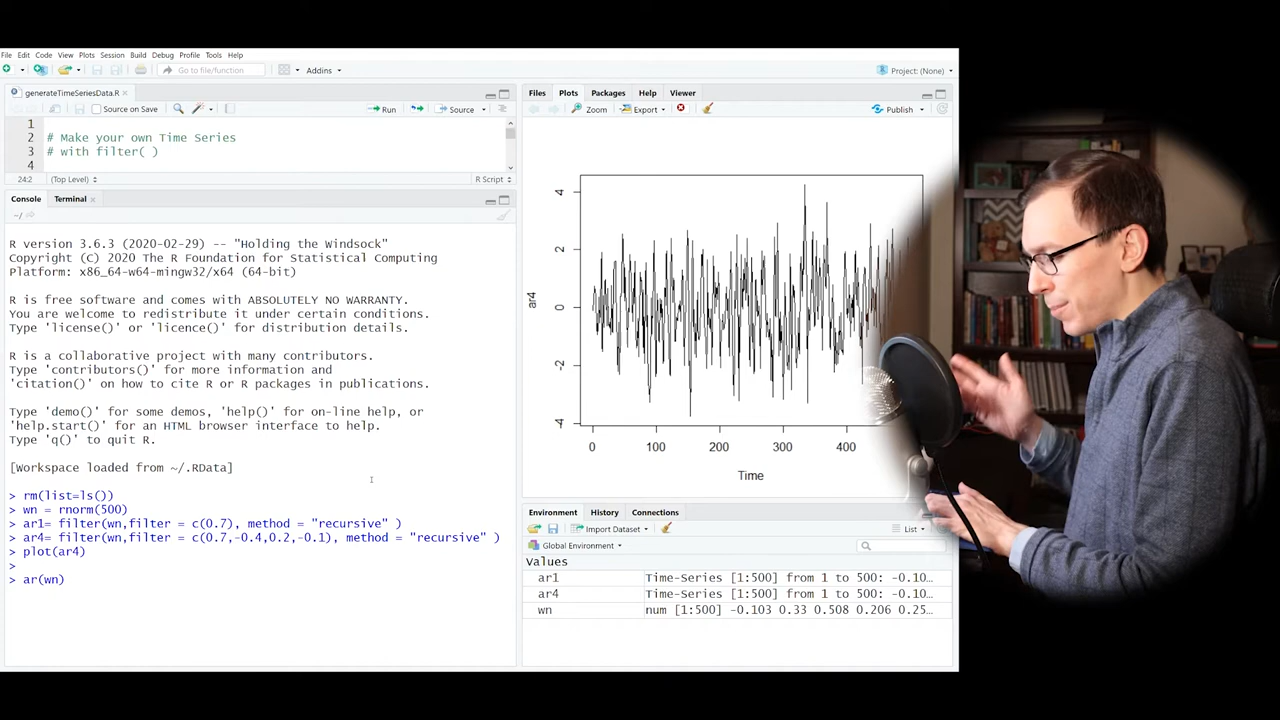 File Edit Code View Plots Session Build Debug Profile Tools Help
Go to file/function
Addins
Project: (None)
generateTimeSeriesData.R
Source on Save
Run
Source
1
2 # Make your own Time Series
3 # with filter( )
4
24:2 (Top Level) R Script
Console Terminal
~/
R version 3.6.3 (2020-02-29) -- "Holding the Windsock"
Copyright (C) 2020 The R Foundation for Statistical Computing
Platform: x86_64-w64-mingw32/x64 (64-bit)
R is free software and comes with ABSOLUTELY NO WARRANTY.
You are welcome to redistribute it under certain conditions.
Type 'license()' or 'licence()' for distribution details.
R is a collaborative project with many contributors.
Type 'contributors()' for more information and
'citation()' on how to cite R or R packages in publications.
Type 'demo()' for some demos, 'help()' for on-line help, or
'help.start()' for an HTML browser interface to help.
Type 'q()' to quit R.
[Workspace loaded from ~/.RData]
> rm(list=ls())
> wn = rnorm(500)
> ar1= filter(wn,filter = c(0.7), method = "recursive" )
> ar4= filter(wn,filter = c(0.7,-0.4,0.2,-0.1), method = "recursive" )
> plot(ar4)
>
> ar(wn)
Files Plots Packages Help Viewer
Zoom Export Publish
4
2
0
-2
-4
ar4
0 100 200 300 400
Time
Environment History Connections
Import Dataset List
Global Environment
Values
ar1 Time-Series [1:500] from 1 to 500: -0.10…
ar4 Time-Series [1:500] from 1 to 500: -0.10…
wn num [1:500] -0.103 0.33 0.508 0.206 0.25…